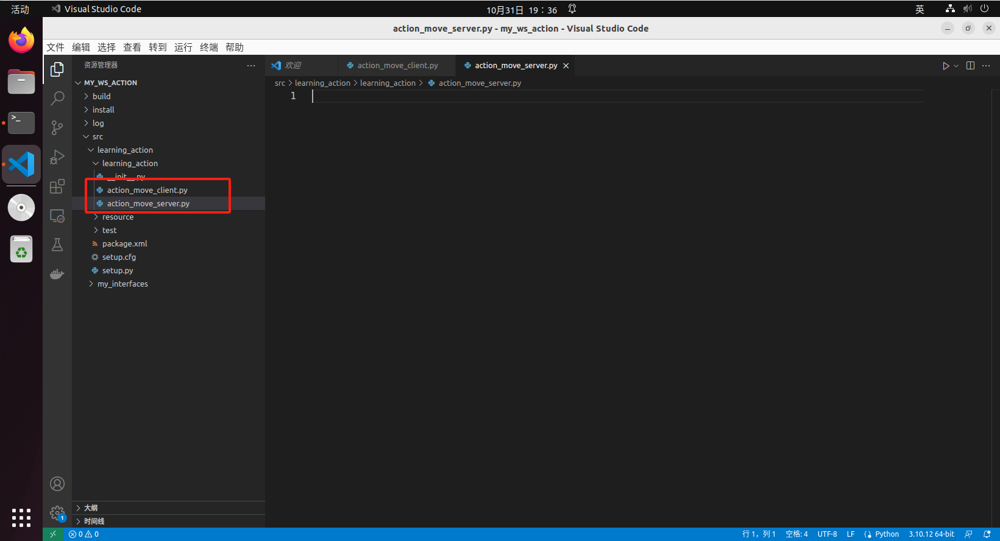 活动
Visual Studio Code
10月31日 19：36
英
action_move_server.py - my_ws_action - Visual Studio Code
文件 编辑 选择 查看 转到 运行 终端 帮助
资源管理器
欢迎
action_move_client.py
action_move_server.py
src > learning_action > learning_action > action_move_server.py
MY_WS_ACTION
build
install
log
src
learning_action
learning_action
__init__.py
action_move_client.py
action_move_server.py
resource
test
package.xml
setup.cfg
setup.py
my_interfaces
1
大纲
时间线
1
0 0
行 1，列 1
空格: 4
UTF-8
LF
Python
3.10.12 64-bit